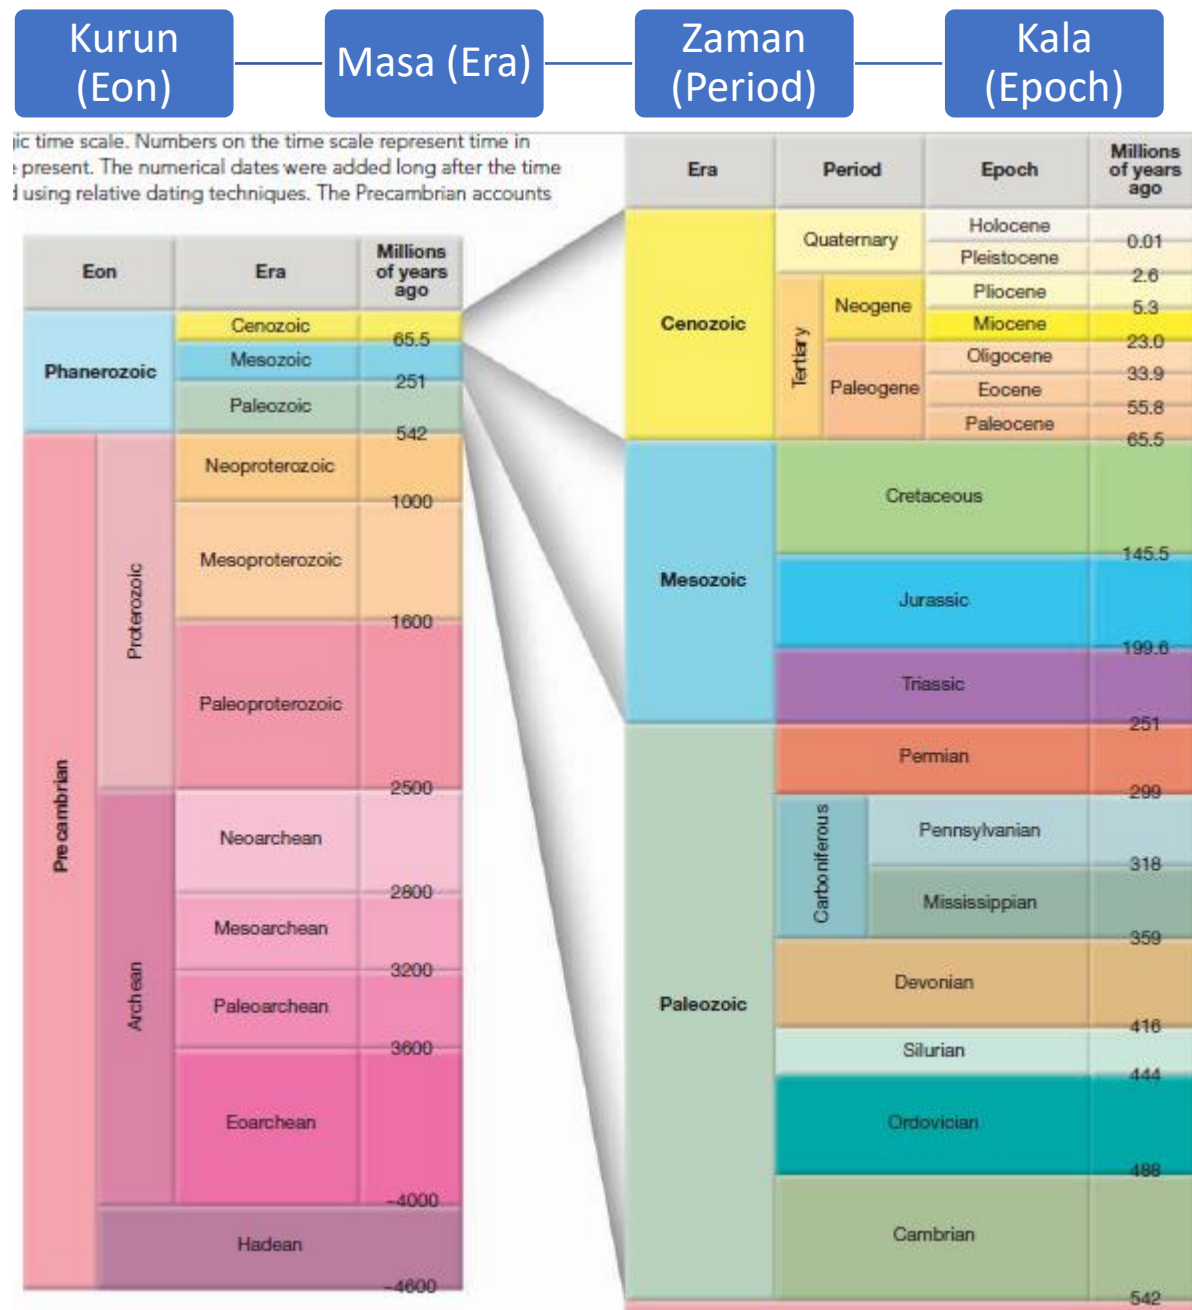 Kurun
(Eon)
Masa (Era)
Zaman
(Period)
Kala
(Epoch)
ic time scale. Numbers on the time scale represent time in
present. The numerical dates were added long after the time
using relative dating techniques. The Precambrian accounts
Eon Era Millions
of years
ago
Phanerozoic
Cenozoic
65.5
Mesozoic
251
Paleozoic
542
Precambrian
Proterozoic
Neoproterozoic
1000
Mesoproterozoic
1600
Paleoproterozoic
2500
Archean
Neoarchean
2800
Mesoarchean
3200
Paleoarchean
3600
Eoarchean
~4000
Hadean
~4600
Era Period Epoch Millions
of years
ago
Cenozoic
Quaternary
Holocene
0.01
Pleistocene
2.6
Tertiary
Neogene
Pliocene
5.3
Miocene
23.0
Paleogene
Oligocene
33.9
Eocene
55.8
Paleocene
65.5
Mesozoic
Cretaceous
145.5
Jurassic
199.6
Triassic
251
Paleozoic
Permian
299
Carboniferous
Pennsylvanian
318
Mississippian
359
Devonian
416
Silurian
444
Ordovician
488
Cambrian
542